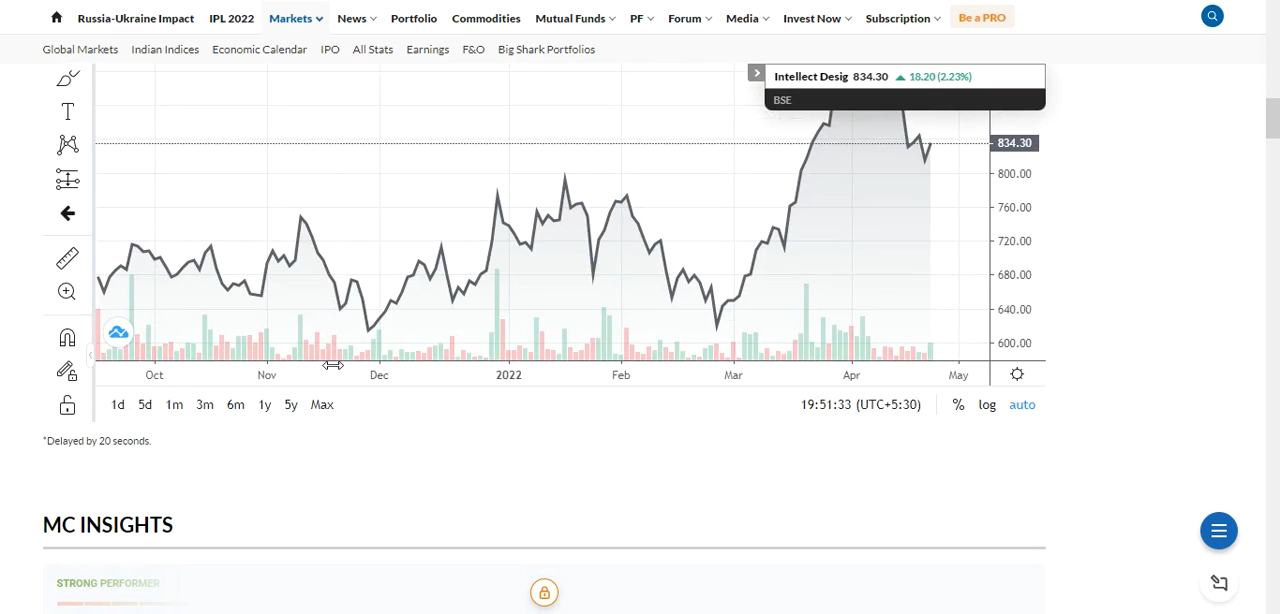 Russia-Ukraine Impact IPL 2022 Markets News Portfolio Commodities Mutual Funds PF Forum Media Invest Now Subscription Be a PRO
Global Markets Indian Indices Economic Calendar IPO All Stats Earnings F&O Big Shark Portfolios
Intellect Desig 834.30 18.20 (2.23%)
BSE
834.30
800.00
760.00
720.00
680.00
640.00
600.00
Oct Nov Dec 2022 Feb Mar Apr May
1d 5d 1m 3m 6m 1y 5y Max 19:51:33 (UTC+5:30) % log auto
*Delayed by 20 seconds.
MC INSIGHTS
STRONG PERFORMER